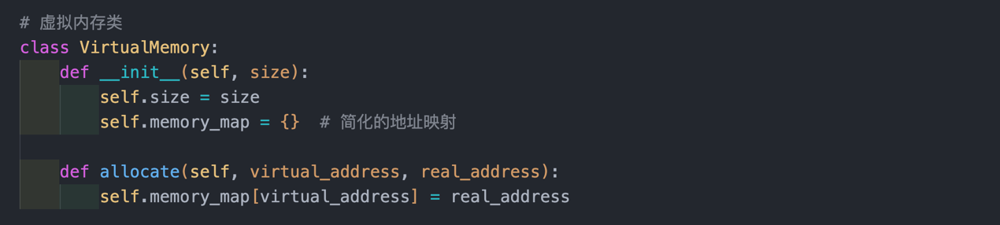 # 虚拟内存类
class VirtualMemory:
    def __init__(self, size):
        self.size = size
        self.memory_map = {}  # 简化的地址映射

    def allocate(self, virtual_address, real_address):
        self.memory_map[virtual_address] = real_address